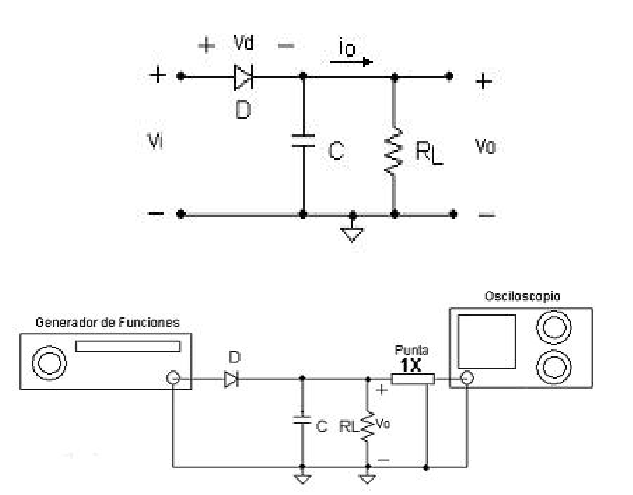 + Vd −
io
+ +
D
Vi C RL Vo
− −
Osciloscopio
Generador de Funciones
D
Punta
1X
+
C RL Vo
−